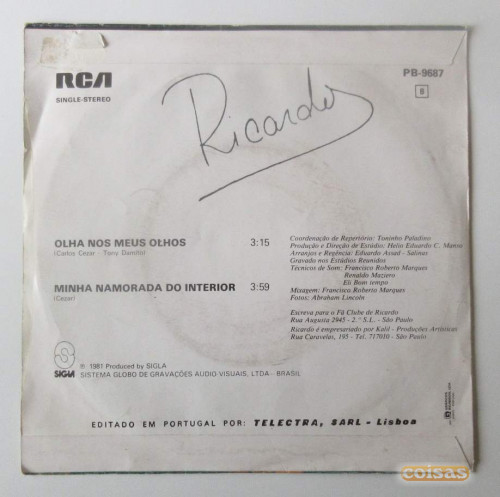 RCA
SINGLE-STEREO
PB-9687
B
Ricardo
OLHA NOS MEUS OLHOS 3:15
(Carlos Cezar - Tony Damito)
MINHA NAMORADA DO INTERIOR 3:59
(Cezar)
Coordenação de Repertório: Toninho Paladino
Produção e Direção de Estúdio: Helio Eduardo C. Manso
Arranjos e Regência: Eduardo Assad - Salinas
Gravado nos Estúdios Reunidos
Técnicos de Som: Francisco Roberto Marques
Renaldo Maziero
Eli Bom tempo
Mixagem: Francisco Roberto Marques
Fotos: Abraham Lincoln
Escreva para o Fã Clube de Ricardo
Rua Augusta 2945 - 2.º S.L. - São Paulo
Ricardo é empresariado por Kalil - Produções Artísticas
Rua Caravelas, 195 - Tel. 717010 - São Paulo
SIGLA
℗ 1981 Produced by SIGLA
SISTEMA GLOBO DE GRAVAÇÕES AUDIO VISUAIS, LTDA - BRASIL
EDITADO EM PORTUGAL POR: TELECTRA, SARL - Lisboa
coisas